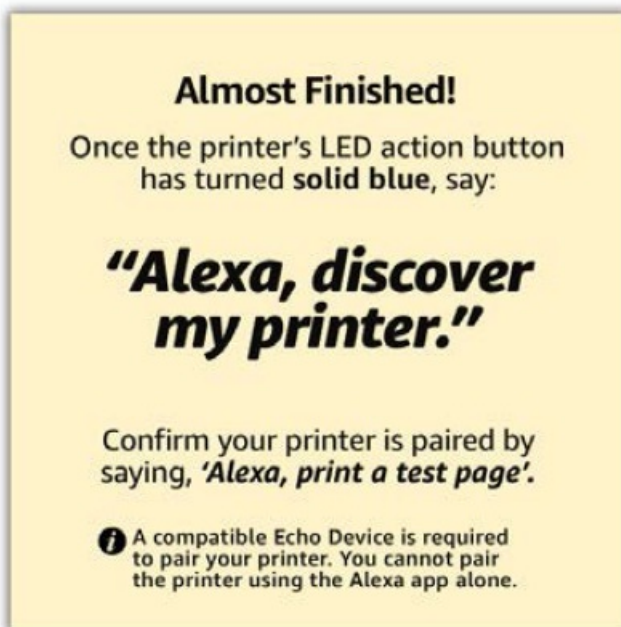 Almost Finished!
Once the printer's LED action button
has turned solid blue, say:
“Alexa, discover
my printer.”
Confirm your printer is paired by
saying, 'Alexa, print a test page'.
A compatible Echo Device is required
to pair your printer. You cannot pair
the printer using the Alexa app alone.